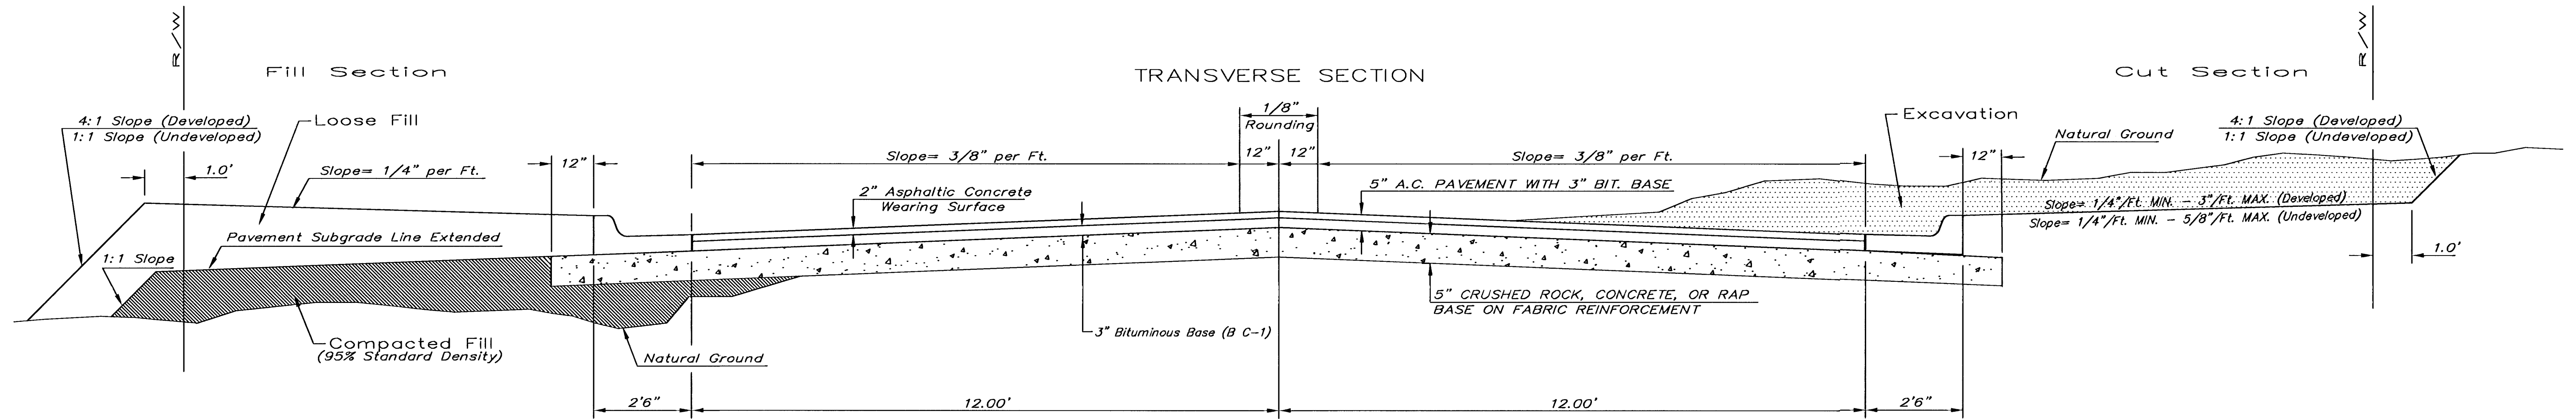 R/W
R/W
Fill Section
TRANSVERSE SECTION
Cut Section
1/8"
Rounding
4:1 Slope (Developed)
1:1 Slope (Undeveloped)
Loose Fill
Excavation
4:1 Slope (Developed)
1:1 Slope (Undeveloped)
Natural Ground
12"
Slope= 3/8" per Ft.
12"
12"
Slope= 3/8" per Ft.
12"
1.0'
Slope= 1/4" per Ft.
2" Asphaltic Concrete
Wearing Surface
5" A.C. PAVEMENT WITH 3" BIT. BASE
Slope= 1/4"/Ft. MIN. - 3"/Ft. MAX. (Developed)
Slope= 1/4"/Ft. MIN. - 5/8"/Ft. MAX. (Undeveloped)
Pavement Subgrade Line Extended
1:1 Slope
1.0'
5" CRUSHED ROCK, CONCRETE, OR RAP
BASE ON FABRIC REINFORCEMENT
3" Bituminous Base (B C-1)
Compacted Fill
(95% Standard Density)
Natural Ground
2'6"
12.00'
12.00'
2'6"